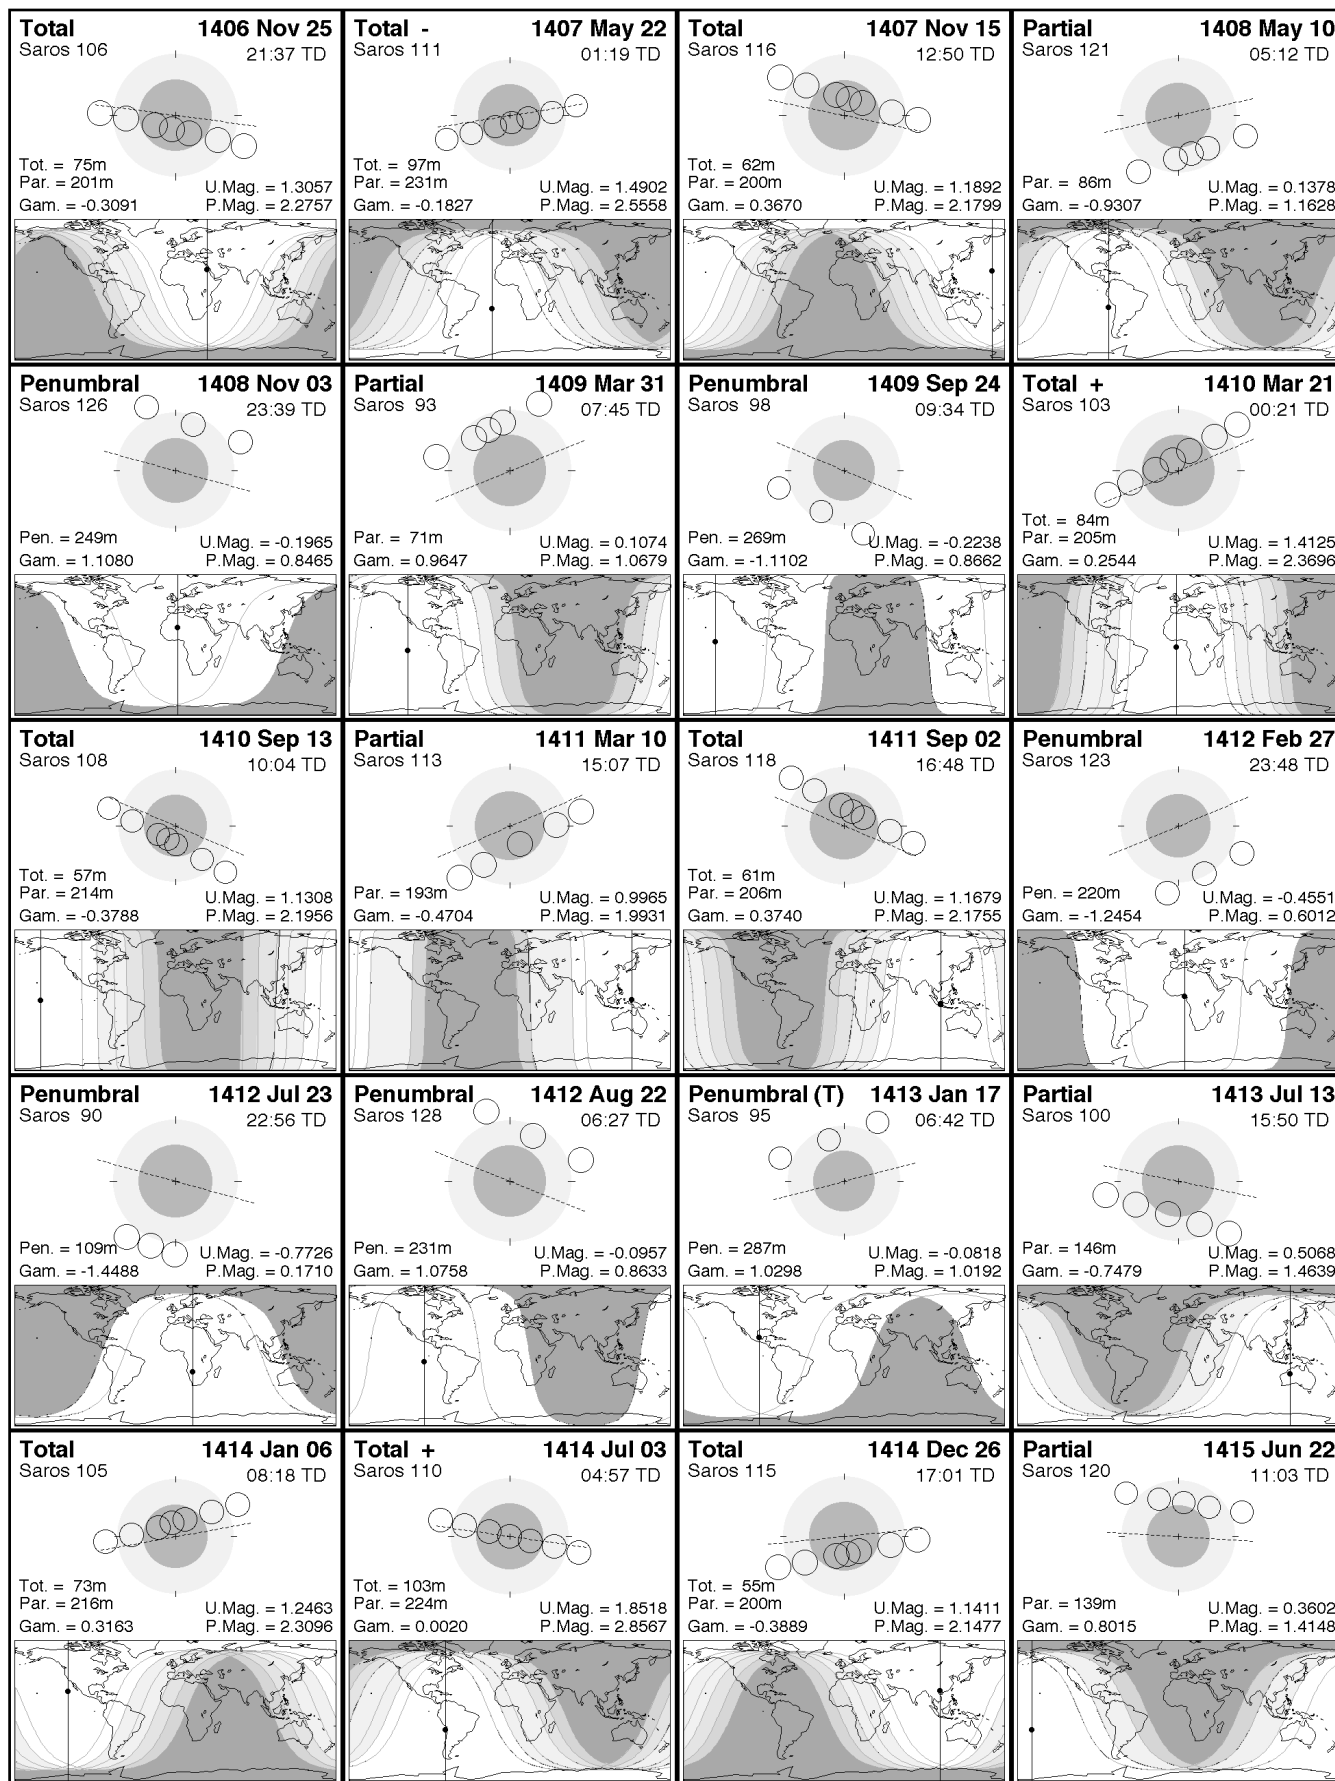 Total 1406 Nov 25
Saros 106 21:37 TD
Tot. = 75m
Par. = 201m U.Mag. = 1.3057
Gam. = -0.3091 P.Mag. = 2.2757
Total - 1407 May 22
Saros 111 01:19 TD
Tot. = 97m
Par. = 231m U.Mag. = 1.4902
Gam. = -0.1827 P.Mag. = 2.5558
Total 1407 Nov 15
Saros 116 12:50 TD
Tot. = 62m
Par. = 200m U.Mag. = 1.1892
Gam. = 0.3670 P.Mag. = 2.1799
Partial 1408 May 10
Saros 121 05:12 TD
Par. = 86m U.Mag. = 0.1378
Gam. = -0.9307 P.Mag. = 1.1628
Penumbral 1408 Nov 03
Saros 126 23:39 TD
Pen. = 249m U.Mag. = -0.1965
Gam. = 1.1080 P.Mag. = 0.8465
Partial 1409 Mar 31
Saros 93 07:45 TD
Par. = 71m U.Mag. = 0.1074
Gam. = 0.9647 P.Mag. = 1.0679
Penumbral 1409 Sep 24
Saros 98 09:34 TD
Pen. = 269m U.Mag. = -0.2238
Gam. = -1.1102 P.Mag. = 0.8662
Total + 1410 Mar 21
Saros 103 00:21 TD
Tot. = 84m
Par. = 205m U.Mag. = 1.4125
Gam. = 0.2544 P.Mag. = 2.3696
Total 1410 Sep 13
Saros 108 10:04 TD
Tot. = 57m
Par. = 214m U.Mag. = 1.1308
Gam. = -0.3788 P.Mag. = 2.1956
Partial 1411 Mar 10
Saros 113 15:07 TD
Par. = 193m U.Mag. = 0.9965
Gam. = -0.4704 P.Mag. = 1.9931
Total 1411 Sep 02
Saros 118 16:48 TD
Tot. = 61m
Par. = 206m U.Mag. = 1.1679
Gam. = 0.3740 P.Mag. = 2.1755
Penumbral 1412 Feb 27
Saros 123 23:48 TD
Pen. = 220m U.Mag. = -0.4551
Gam. = -1.2454 P.Mag. = 0.6012
Penumbral 1412 Jul 23
Saros 90 22:56 TD
Pen. = 109m U.Mag. = -0.7726
Gam. = -1.4488 P.Mag. = 0.1710
Penumbral 1412 Aug 22
Saros 128 06:27 TD
Pen. = 231m U.Mag. = -0.0957
Gam. = 1.0758 P.Mag. = 0.8633
Penumbral (T) 1413 Jan 17
Saros 95 06:42 TD
Pen. = 287m U.Mag. = -0.0818
Gam. = 1.0298 P.Mag. = 1.0192
Partial 1413 Jul 13
Saros 100 15:50 TD
Par. = 146m U.Mag. = 0.5068
Gam. = -0.7479 P.Mag. = 1.4639
Total 1414 Jan 06
Saros 105 08:18 TD
Tot. = 73m
Par. = 216m U.Mag. = 1.2463
Gam. = 0.3163 P.Mag. = 2.3096
Total + 1414 Jul 03
Saros 110 04:57 TD
Tot. = 103m
Par. = 224m U.Mag. = 1.8518
Gam. = 0.0020 P.Mag. = 2.8567
Total 1414 Dec 26
Saros 115 17:01 TD
Tot. = 55m
Par. = 200m U.Mag. = 1.1411
Gam. = -0.3889 P.Mag. = 2.1477
Partial 1415 Jun 22
Saros 120 11:03 TD
Par. = 139m U.Mag. = 0.3602
Gam. = 0.8015 P.Mag. = 1.4148